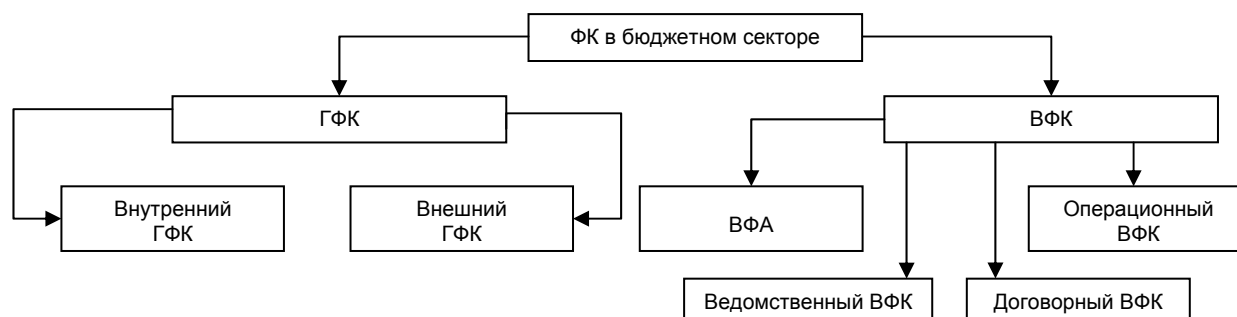 ФК в бюджетном секторе
ГФК
ВФК
Внутренний
ГФК
Внешний
ГФК
ВФА
Операционный
ВФК
Ведомственный ВФК
Договорный ВФК